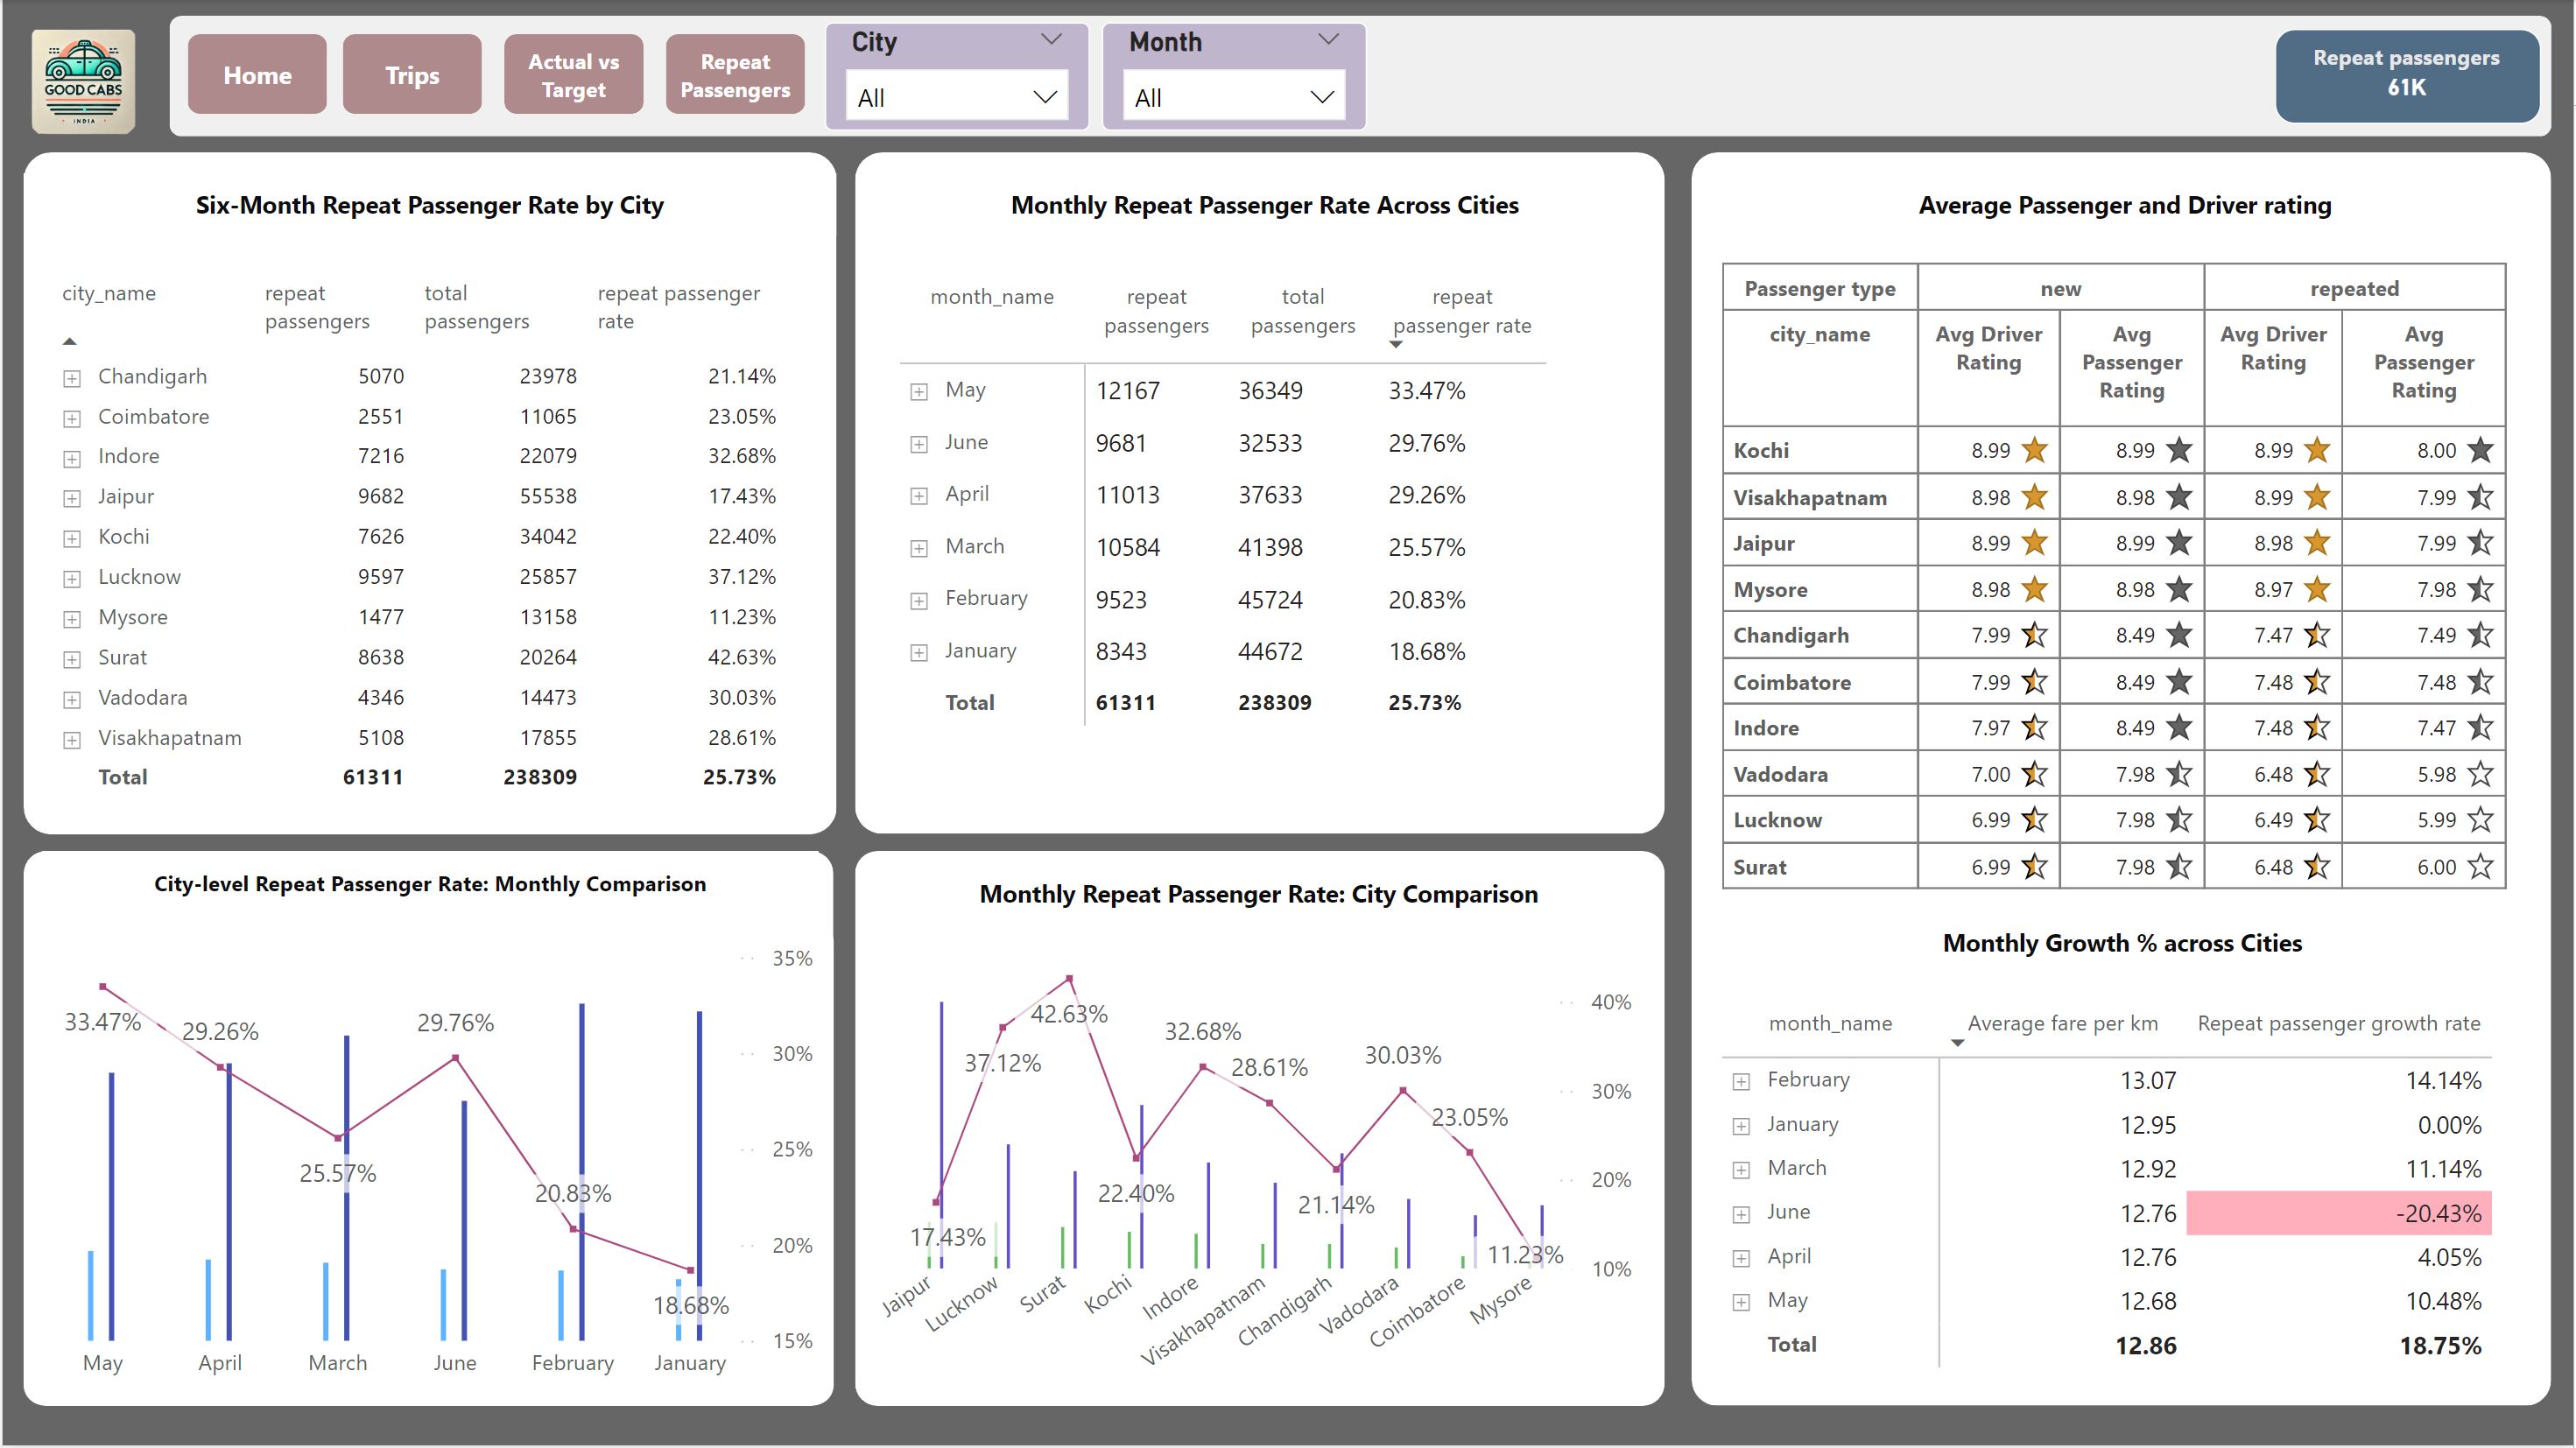 GOOD CABS
INDIA
Home
Trips
Actual vs
Target
Repeat
Passengers
City
All
Month
All
Repeat passengers
61K
Six-Month Repeat Passenger Rate by City
city_name repeat passengers total passengers repeat passenger rate
Chandigarh 5070 23978 21.14%
Coimbatore 2551 11065 23.05%
Indore 7216 22079 32.68%
Jaipur 9682 55538 17.43%
Kochi 7626 34042 22.40%
Lucknow 9597 25857 37.12%
Mysore 1477 13158 11.23%
Surat 8638 20264 42.63%
Vadodara 4346 14473 30.03%
Visakhapatnam 5108 17855 28.61%
Total 61311 238309 25.73%
Monthly Repeat Passenger Rate Across Cities
month_name repeat passengers total passengers repeat passenger rate
May 12167 36349 33.47%
June 9681 32533 29.76%
April 11013 37633 29.26%
March 10584 41398 25.57%
February 9523 45724 20.83%
January 8343 44672 18.68%
Total 61311 238309 25.73%
Average Passenger and Driver rating
Passenger type new repeated
city_name Avg Driver Rating Avg Passenger Rating Avg Driver Rating Avg Passenger Rating
Kochi 8.99 8.99 8.99 8.00
Visakhapatnam 8.98 8.98 8.99 7.99
Jaipur 8.99 8.99 8.98 7.99
Mysore 8.98 8.98 8.97 7.98
Chandigarh 7.99 8.49 7.47 7.49
Coimbatore 7.99 8.49 7.48 7.48
Indore 7.97 8.49 7.48 7.47
Vadodara 7.00 7.98 6.48 5.98
Lucknow 6.99 7.98 6.49 5.99
Surat 6.99 7.98 6.48 6.00
City-level Repeat Passenger Rate: Monthly Comparison
35%
30%
25%
20%
15%
33.47%
29.26%
25.57%
29.76%
20.83%
18.68%
May April March June February January
Monthly Repeat Passenger Rate: City Comparison
40%
30%
20%
10%
17.43%
37.12%
42.63%
22.40%
32.68%
28.61%
21.14%
30.03%
23.05%
11.23%
Jaipur Lucknow Surat Kochi Indore Visakhapatnam Chandigarh Vadodara Coimbatore Mysore
Monthly Growth % across Cities
month_name Average fare per km Repeat passenger growth rate
February 13.07 14.14%
January 12.95 0.00%
March 12.92 11.14%
June 12.76 -20.43%
April 12.76 4.05%
May 12.68 10.48%
Total 12.86 18.75%